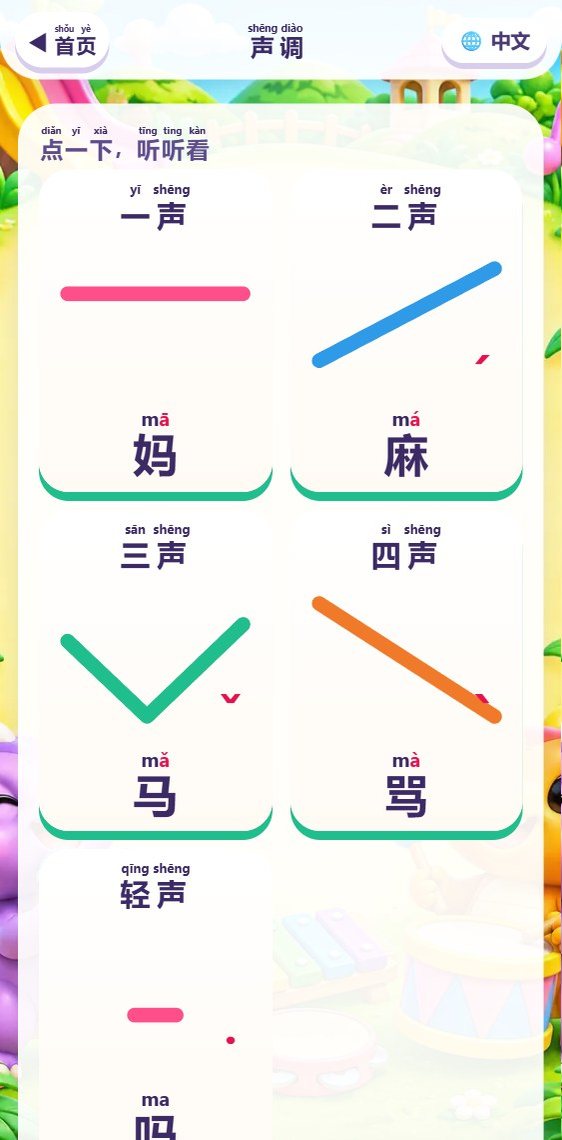 shǒu yè
首页
shēng diào
声调
中文
diǎn yī xià tīng ting kàn
点一下，听听看
yī shēng
一声
mā
妈
èr shēng
二声
má
麻
sān shēng
三声
mǎ
马
sì shēng
四声
mà
骂
qīng shēng
轻声
ma
吗